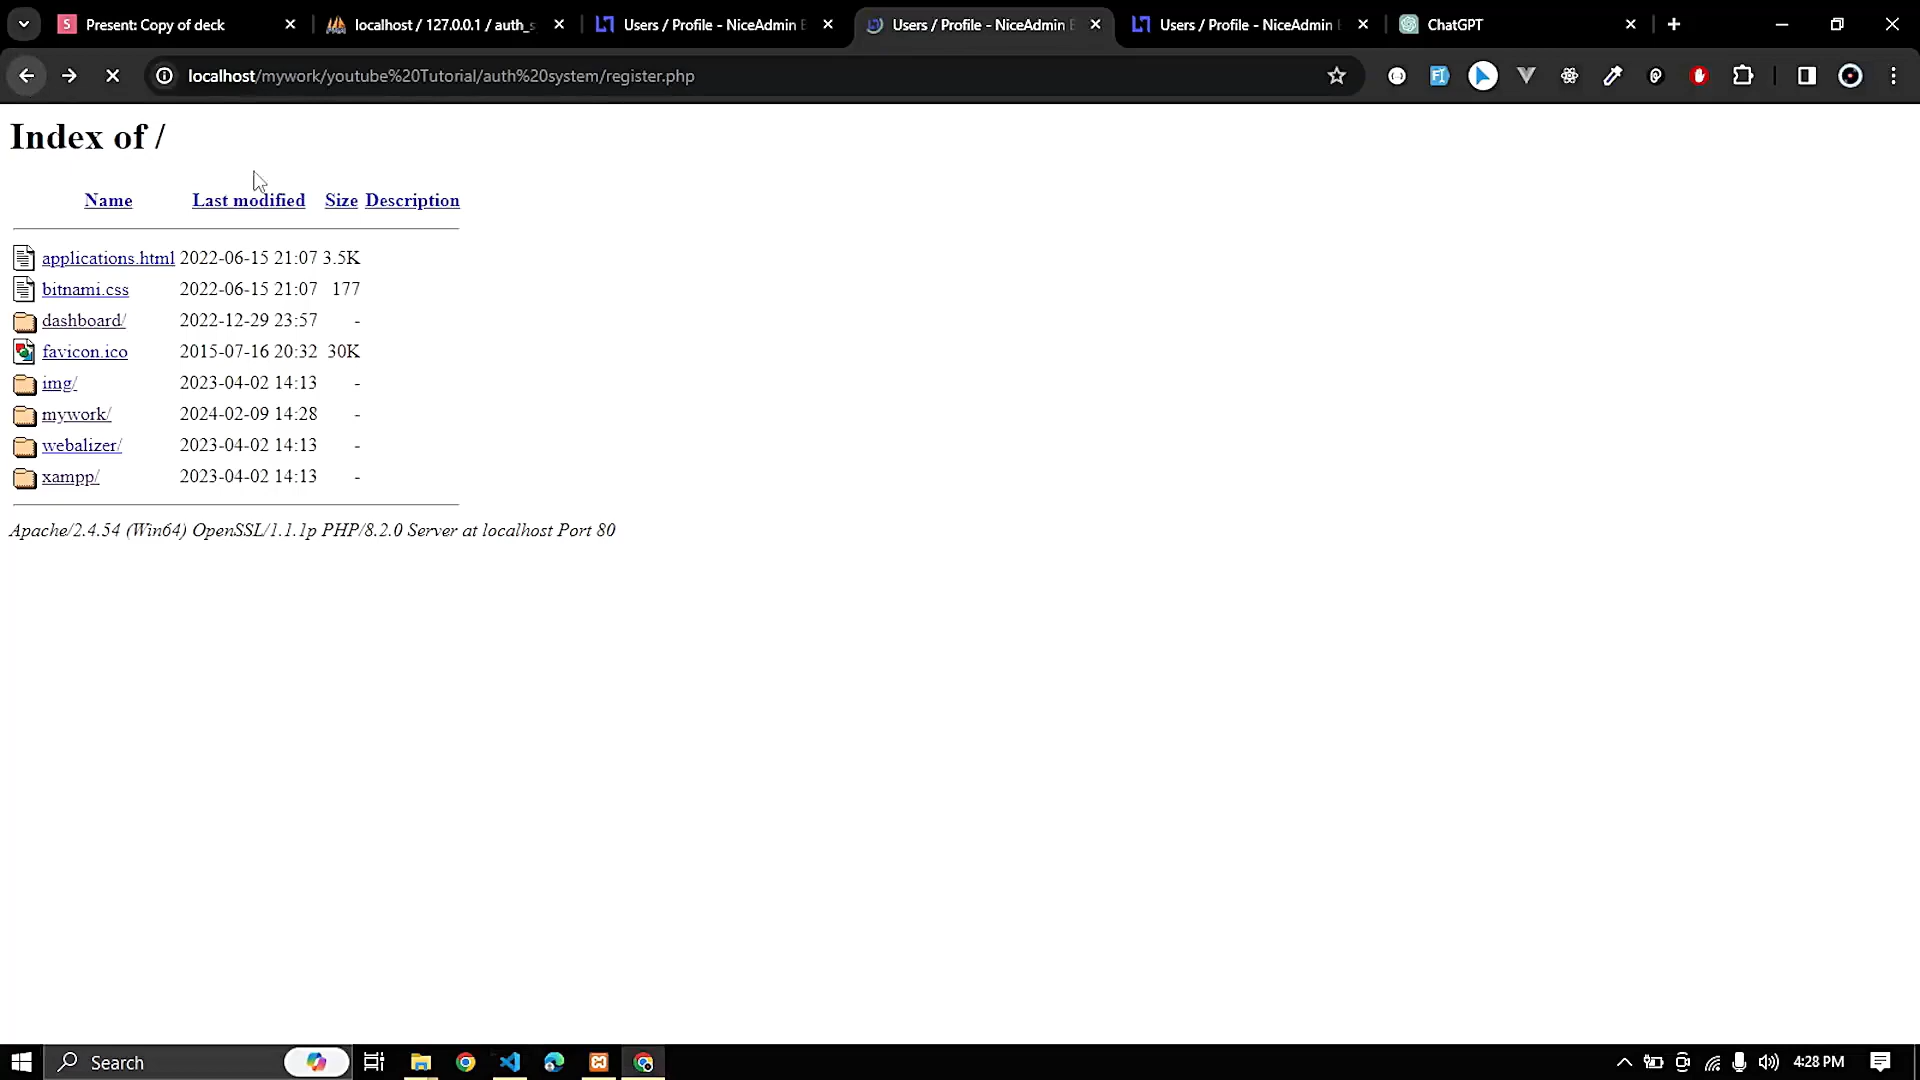 Present: Copy of deck
localhost / 127.0.0.1 / auth_s
Users / Profile - NiceAdmin B
Users / Profile - NiceAdmin B
Users / Profile - NiceAdmin
ChatGPT
localhost/mywork/youtube%20Tutorial/auth%20system/register.php
Index of /
Name Last modified Size Description
applications.html 2022-06-15 21:07 3.5K
bitnami.css 2022-06-15 21:07 177
dashboard/ 2022-12-29 23:57 -
favicon.ico 2015-07-16 20:32 30K
img/ 2023-04-02 14:13 -
mywork/ 2024-02-09 14:28 -
webalizer/ 2023-04-02 14:13 -
xampp/ 2023-04-02 14:13 -
Apache/2.4.54 (Win64) OpenSSL/1.1.1p PHP/8.2.0 Server at localhost Port 80
Search
4:28 PM